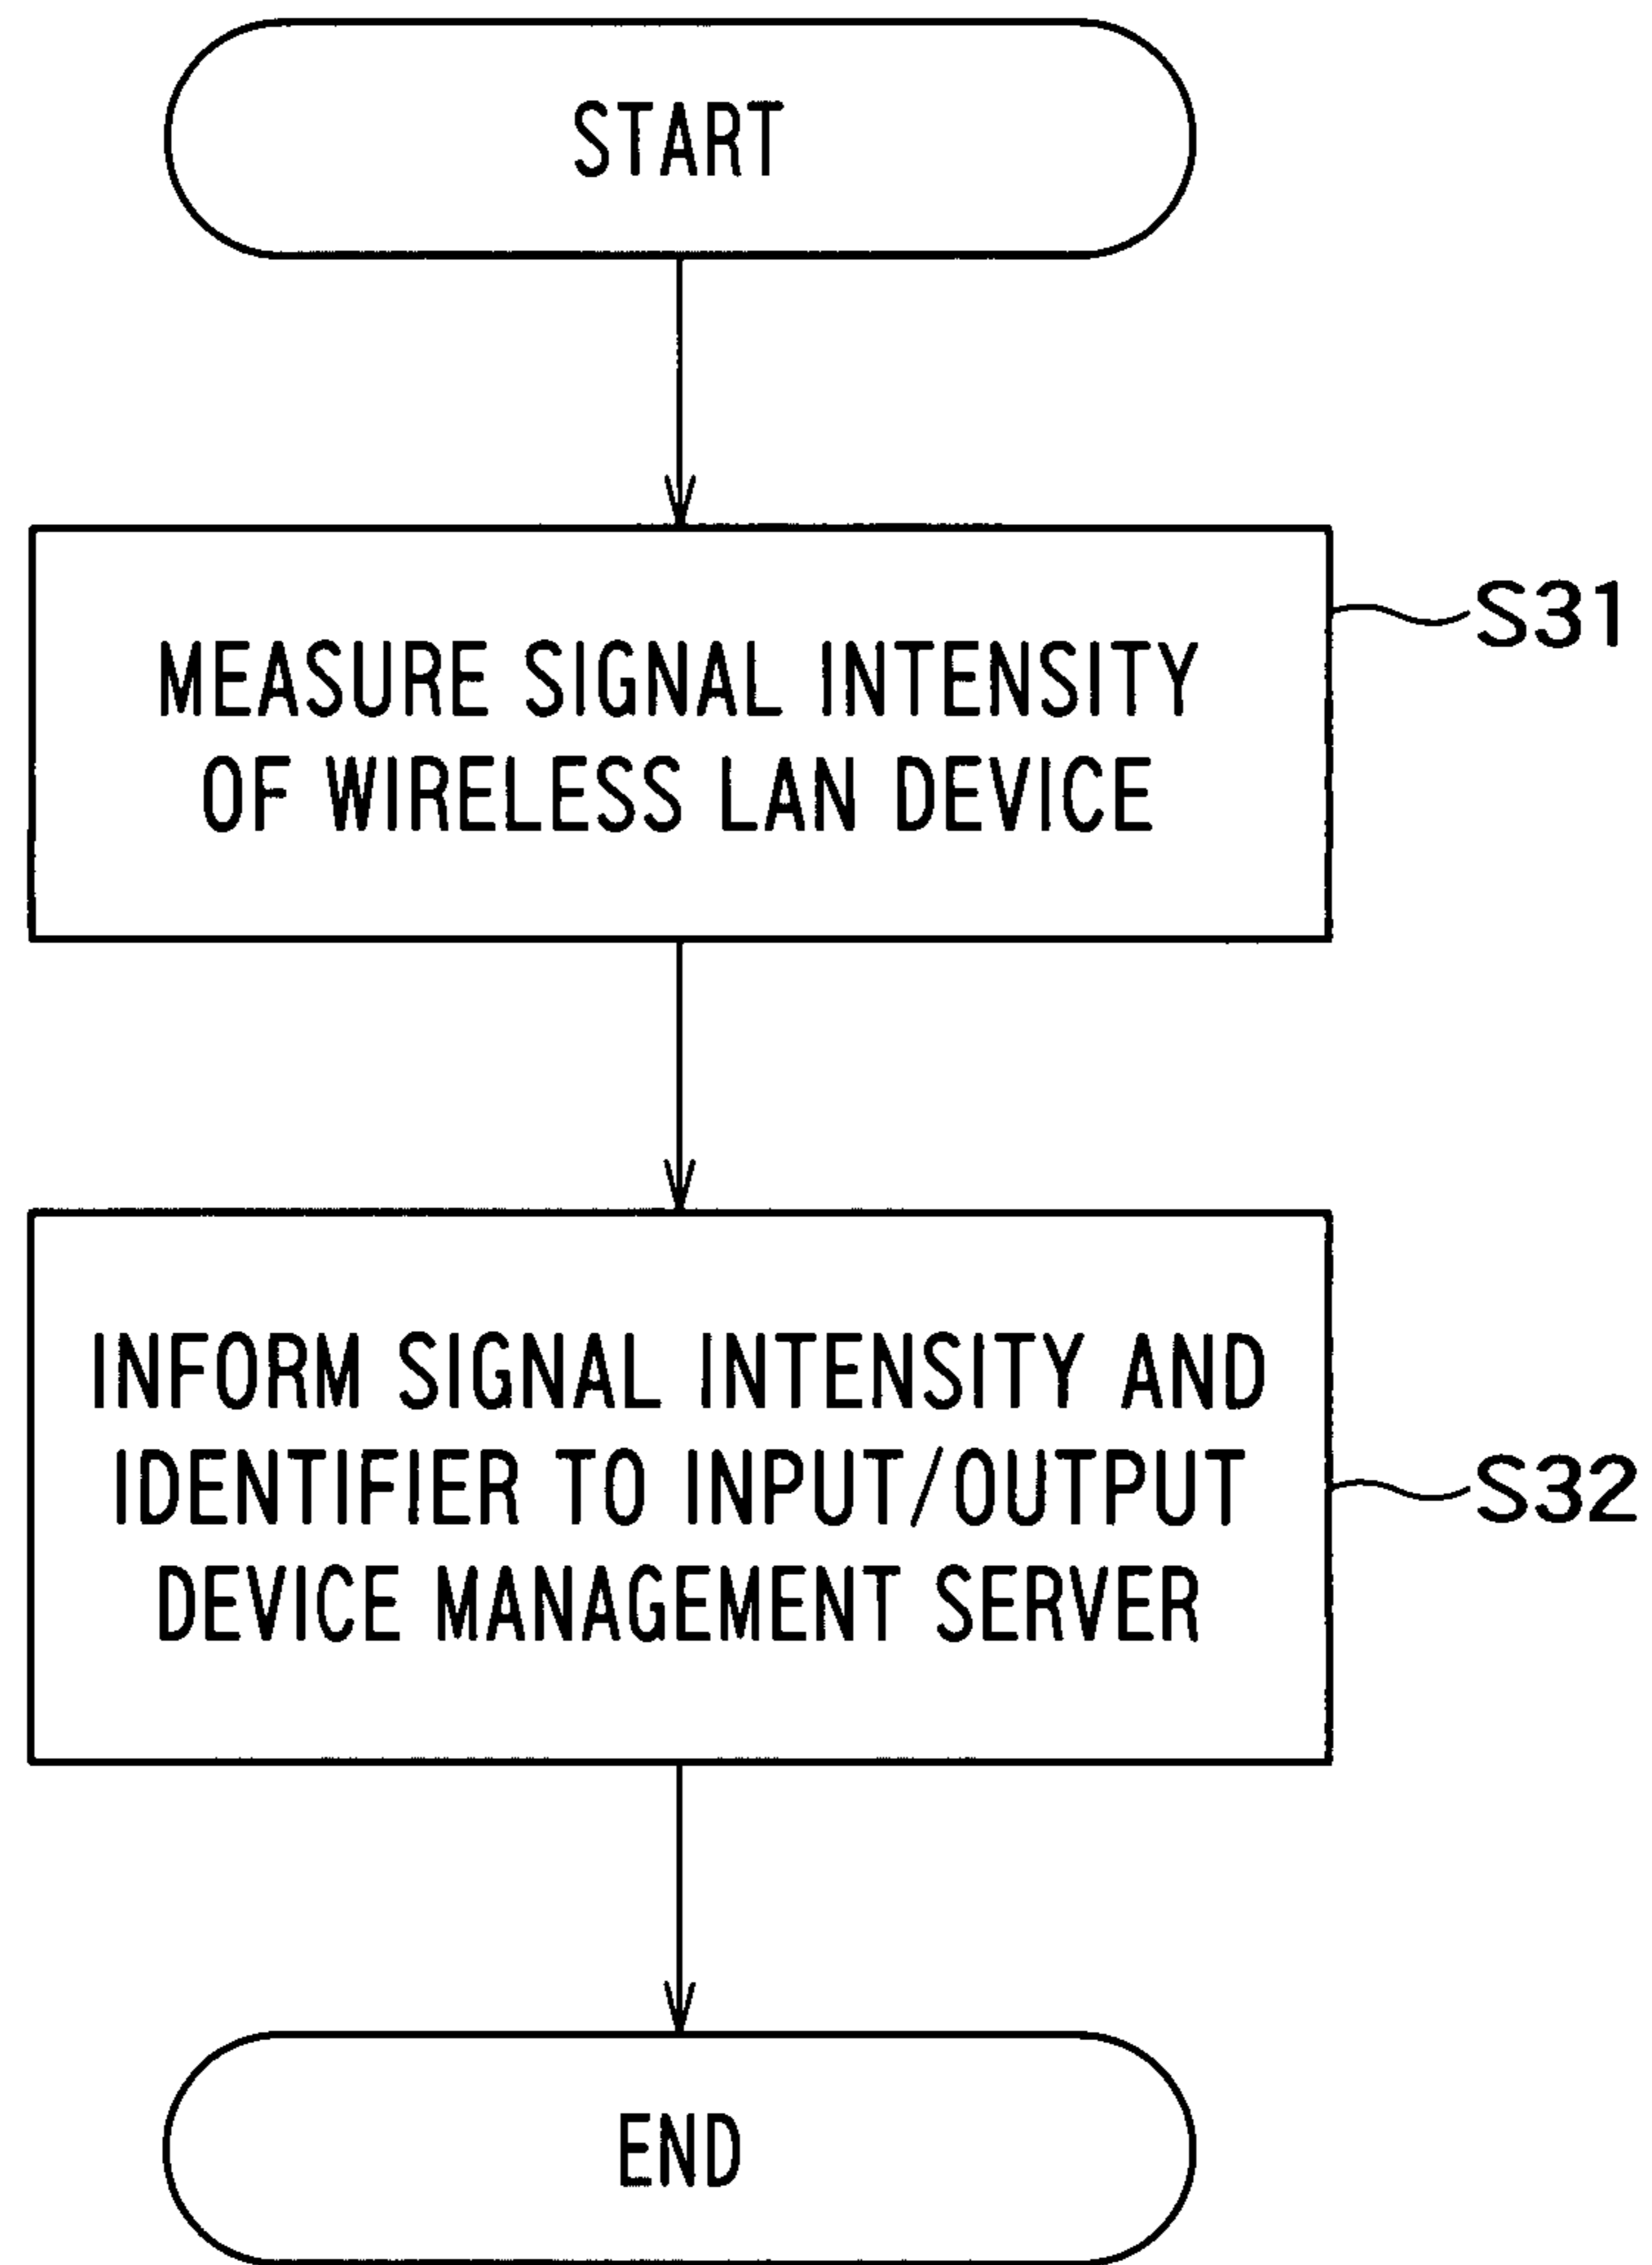 START
S31
MEASURE SIGNAL INTENSITY
OF WIRELESS LAN DEVICE
INFORM SIGNAL INTENSITY AND
IDENTIFIER TO INPUT/OUTPUT
S32
DEVICE MANAGEMENT SERVER
END